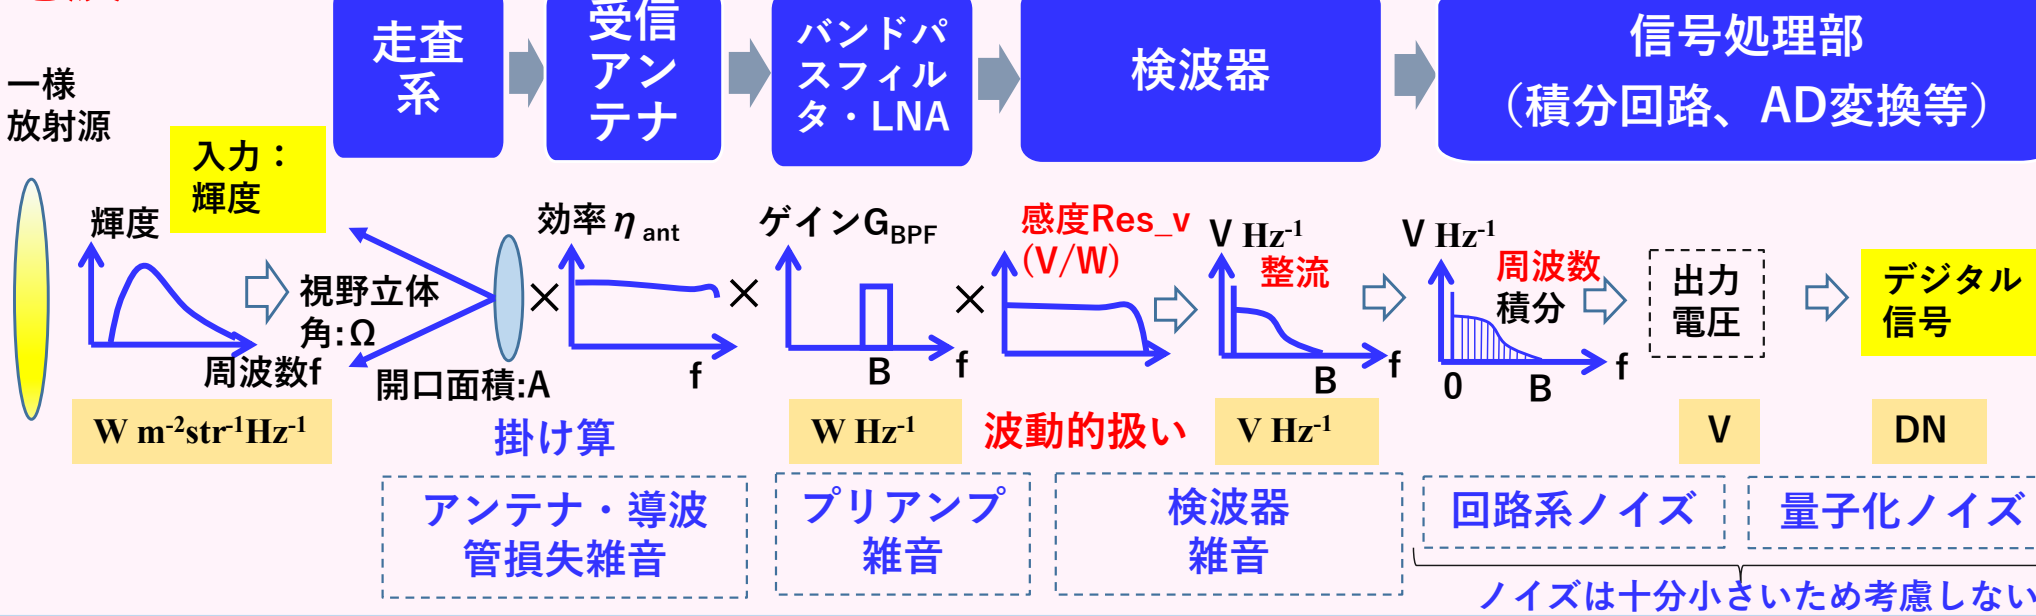 走査
系
受信
アン
テナ
バンドパ
スフィル
タ・LNA
検波器
信号処理部
（積分回路、AD変換等）
一様
放射源
入力：
輝度
輝度
周波数f
視野立体
角:Ω
開口面積:A
効率 η ant
f
ゲインGBPF
B
f
感度Res_v
(V/W)
V Hz-1
整流
B
f
V Hz-1
周波数
積分
0
B
f
出力
電圧
デジタル
信号
W m-2str-1Hz-1
掛け算
W Hz-1
波動的扱い
V Hz-1
V
DN
アンテナ・導波
管損失雑音
プリアンプ
雑音
検波器
雑音
回路系ノイズ
量子化ノイズ
ノイズは十分小さいため考慮しない